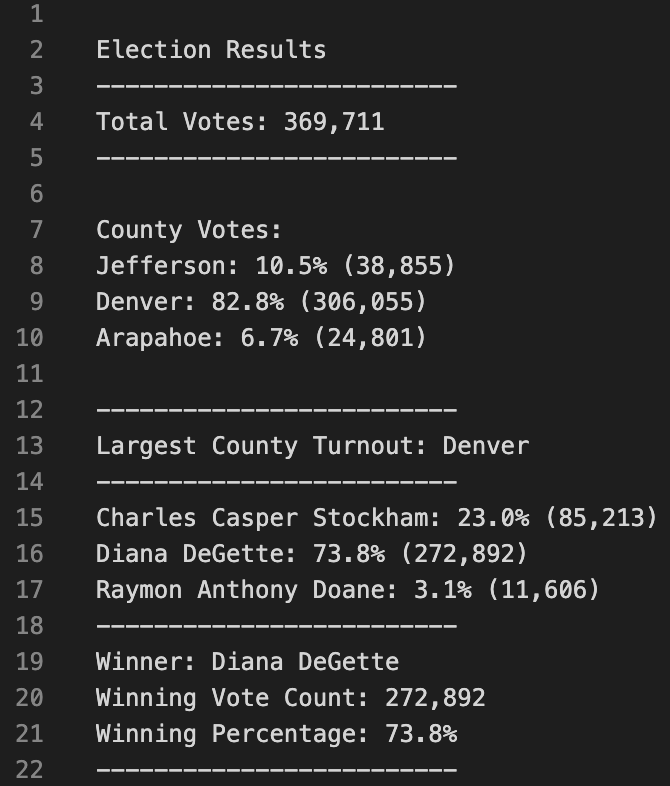 1
2 Election Results
3 -------------------------
4 Total Votes: 369,711
5 -------------------------
6
7 County Votes:
8 Jefferson: 10.5% (38,855)
9 Denver: 82.8% (306,055)
10 Arapahoe: 6.7% (24,801)
11
12 -------------------------
13 Largest County Turnout: Denver
14 -------------------------
15 Charles Casper Stockham: 23.0% (85,213)
16 Diana DeGette: 73.8% (272,892)
17 Raymon Anthony Doane: 3.1% (11,606)
18 -------------------------
19 Winner: Diana DeGette
20 Winning Vote Count: 272,892
21 Winning Percentage: 73.8%
22 -------------------------